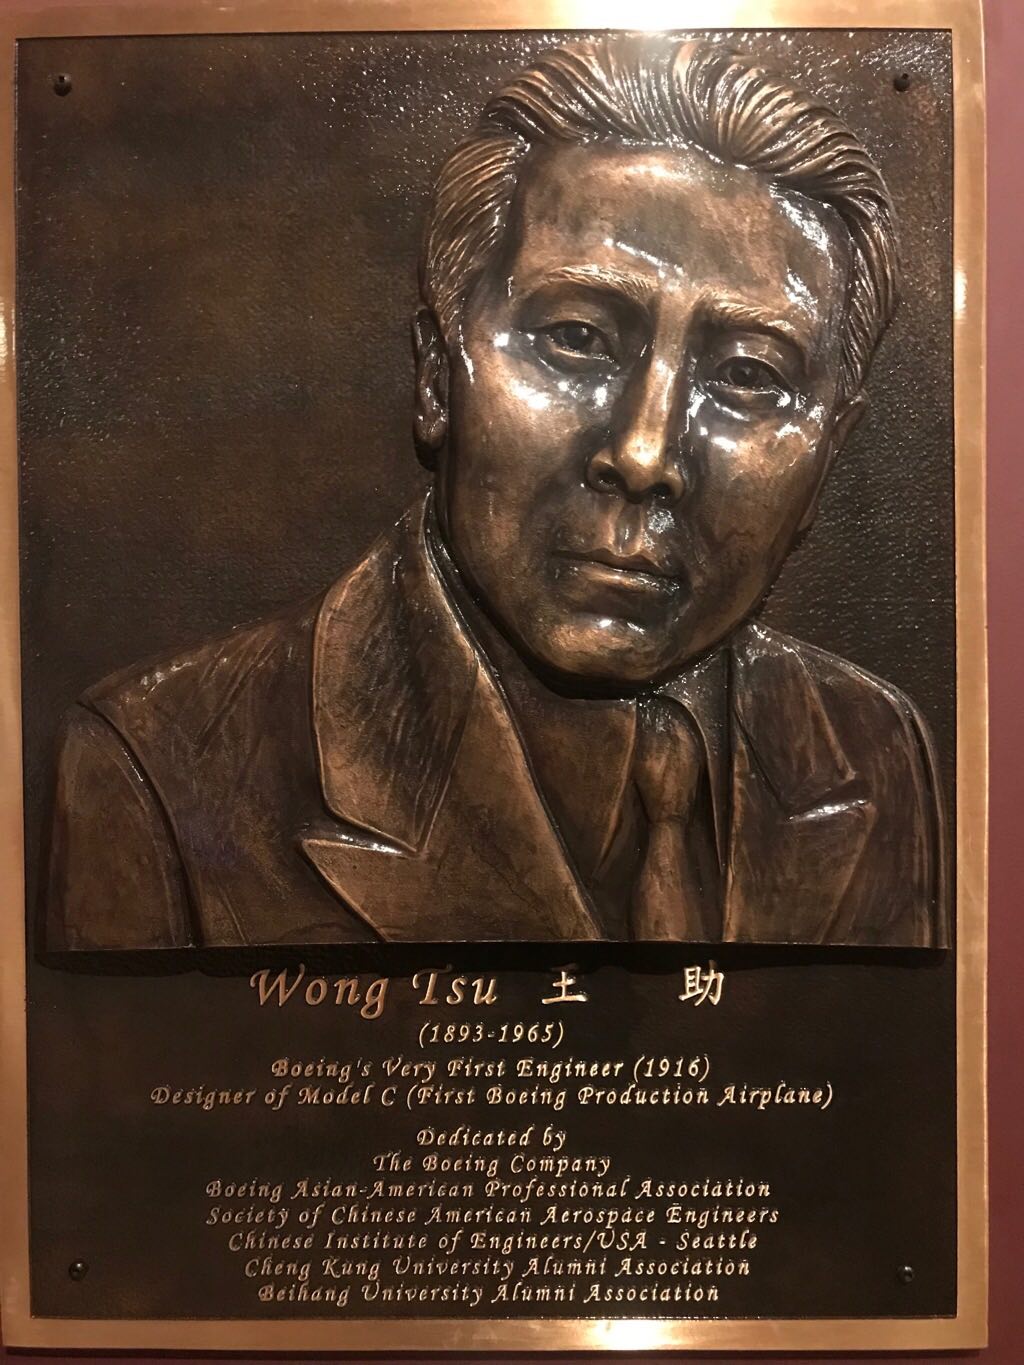 Wong Tsu 王 助
(1893-1965)
Boeing's Very First Engineer (1916)
Designer of Model C (First Boeing Production Airplane)
Dedicated by
The Boeing Company
Boeing Asian-American Professional Association
Society of Chinese American Aerospace Engineers
Chinese Institute of Engineers/USA - Seattle
Cheng Kung University Alumni Association
Beihang University Alumni Association